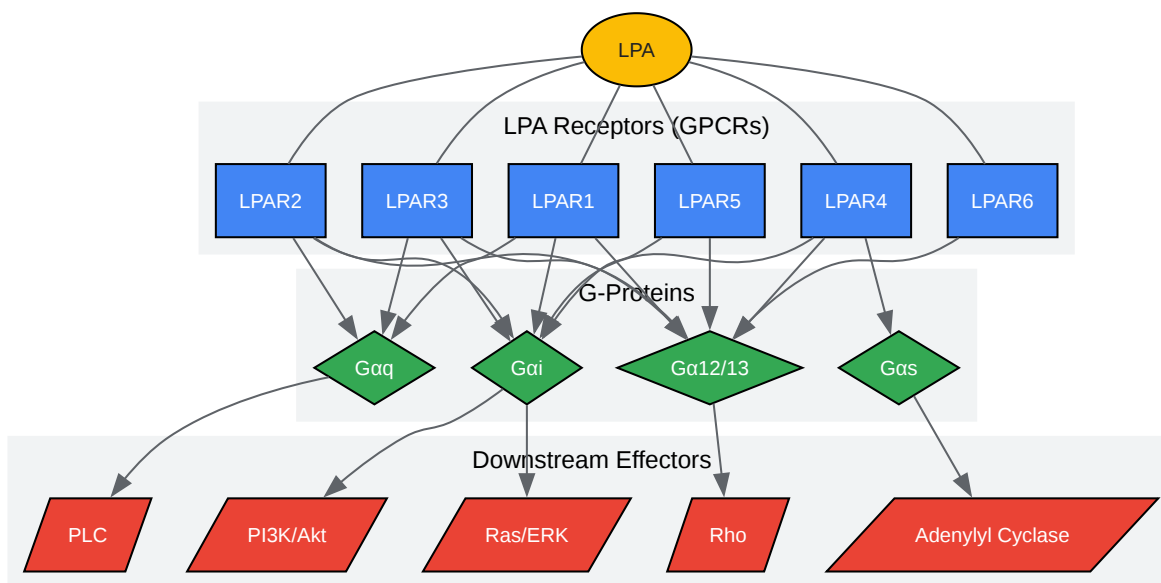 LPA
LPA Receptors (GPCRs)
LPAR2
LPAR3
LPAR1
LPAR5
LPAR4
LPAR6
G-Proteins
Gαq
Gαi
Gα12/13
Gαs
Downstream Effectors
PLC
PI3K/Akt
Ras/ERK
Rho
Adenylyl Cyclase